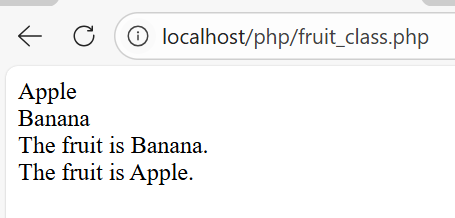 localhost/php/fruit_class.php
Apple
Banana
The fruit is Banana.
The fruit is Apple.